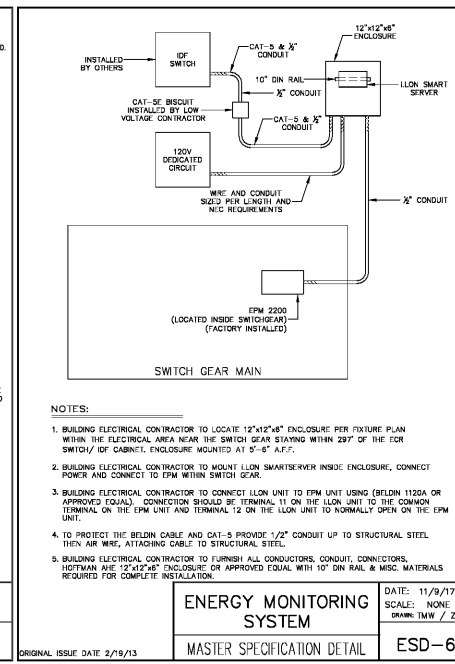 D.
12"x12"x6"
ENCLOSURE
INSTALLED
BY OTHERS
IDF
SWITCH
CAT-5 & ½"
CONDUIT
10" DIN RAIL
½" CONDUIT
I.LON SMART
SERVER
CAT-5E BISCUIT
INSTALLED BY LOW
VOLTAGE CONTRACTOR
CAT-5 & ½"
CONDUIT
120V
DEDICATED
CIRCUIT
WIRE AND CONDUIT
SIZED PER LENGTH AND
NEC REQUIREMENTS
½" CONDUIT
EPM 2200
(LOCATED INSIDE SWITCHGEAR)
(FACTORY INSTALLED)
SWITCH GEAR MAIN
NOTES:
1. BUILDING ELECTRICAL CONTRACTOR TO LOCATE 12"x12"x6" ENCLOSURE PER FIXTURE PLAN
WITHIN THE ELECTRICAL AREA NEAR THE SWITCH GEAR STAYING WITHIN 297' OF THE ECR
SWITCH/ IDF CABINET. ENCLOSURE MOUNTED AT 5'-6" A.F.F.
2. BUILDING ELECTRICAL CONTRACTOR TO MOUNT I.LON SMARTSERVER INSIDE ENCLOSURE, CONNECT
POWER AND CONNECT TO EPM WITHIN SWITCH GEAR.
3. BUILDING ELECTRICAL CONTRACTOR TO CONNECT I.LON UNIT TO EPM UNIT USING (BELDIN 1120A OR
APPROVED EQUAL). CONNECTION SHOULD BE TERMINAL 11 ON THE I.LON UNIT TO THE COMMON
TERMINAL ON THE EPM UNIT AND TERMINAL 12 ON THE I.LON UNIT TO NORMALLY OPEN ON THE EPM
UNIT.
4. TO PROTECT THE BELDIN CABLE AND CAT-5 PROVIDE 1/2" CONDUIT UP TO STRUCTURAL STEEL
THEN AIR WIRE, ATTACHING CABLE TO STRUCTURAL STEEL.
5. BUILDING ELECTRICAL CONTRACTOR TO FURNISH ALL CONDUCTORS, CONDUIT, CONNECTORS,
HOFFMAN AHE 12"x12"x6" ENCLOSURE OR APPROVED EQUAL WITH 10" DIN RAIL & MISC. MATERIALS
REQUIRED FOR COMPLETE INSTALLATION.
ENERGY MONITORING
SYSTEM
DATE: 11/9/17
SCALE: NONE
DRAWN: TMW / Z
ORIGINAL ISSUE DATE 2/19/13
MASTER SPECIFICATION DETAIL
ESD-6